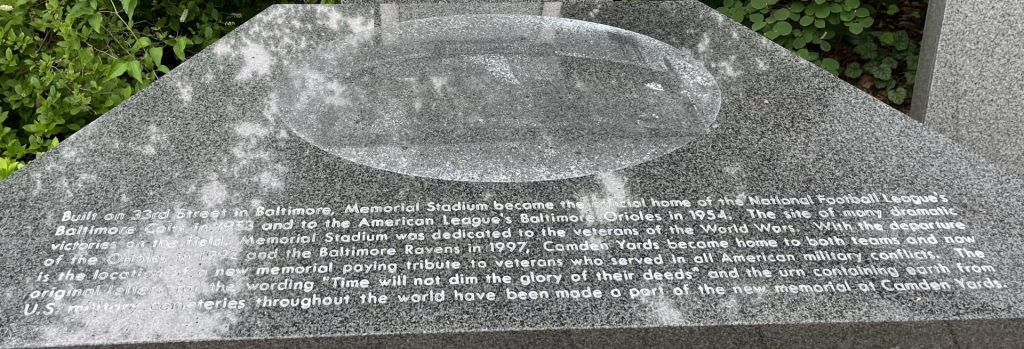 Built on 33rd Street in Baltimore, Memorial Stadium became the official home of the National Football League's
Baltimore Colts in 1953 and to the American League's Baltimore Orioles in 1954. The site of many dramatic
victories on the field, Memorial Stadium was dedicated to the veterans of the World Wars. With the departure
of the Orioles and the Baltimore Ravens in 1997, Camden Yards became home to both teams and now
is the location of a new memorial paying tribute to veterans who served in all American military conflicts. The
original letters the wording "Time will not dim the glory of their deeds" and the urn containing earth from
U.S. military cemeteries throughout the world have been made a part of the new memorial at Camden Yards.